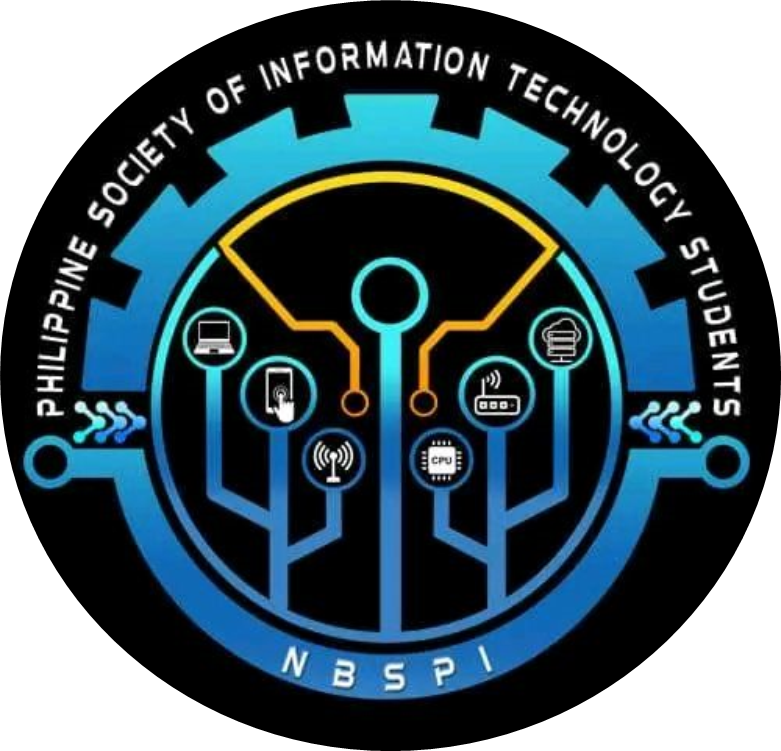 PHILIPPINE SOCIETY OF INFORMATION TECHNOLOGY STUDENTS
CPU
NBSPI